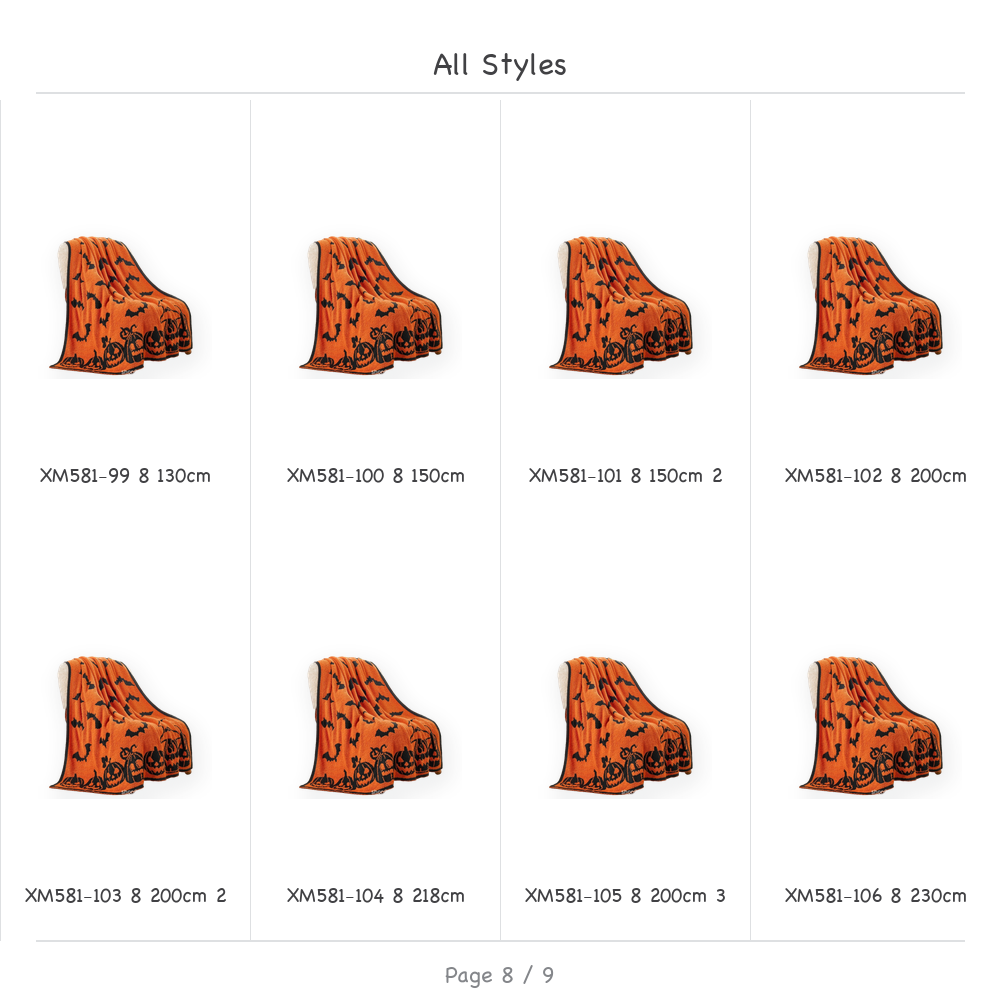 All Styles
XM581-99 8 130cm
XM581-100 8 150cm
XM581-101 8 150cm 2
XM581-102 8 200cm
XM581-103 8 200cm 2
XM581-104 8 218cm
XM581-105 8 200cm 3
XM581-106 8 230cm
Page 8 / 9